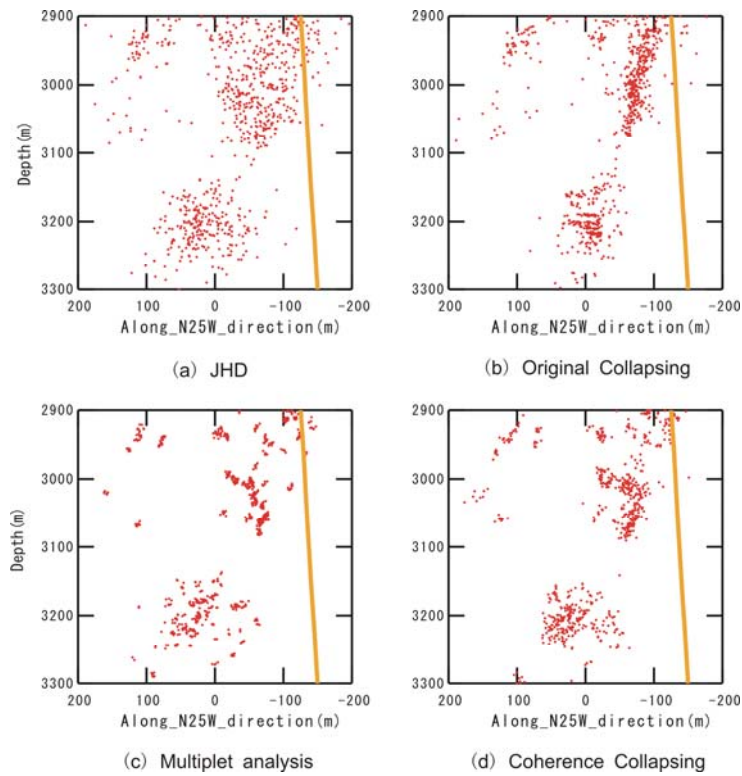 2900
3000
3100
3200
3300
Depth(m)
200 100 0 -100 -200
Along_N25W_direction(m)
(a) JHD
2900
3000
3100
3200
3300
200 100 0 -100 -200
Along_N25W_direction(m)
(b) Original Collapsing
2900
3000
3100
3200
3300
Depth(m)
200 100 0 -100 -200
Along_N25W_direction(m)
(c) Multiplet analysis
2900
3000
3100
3200
3300
200 100 0 -100 -200
Along_N25W_direction(m)
(d) Coherence Collapsing